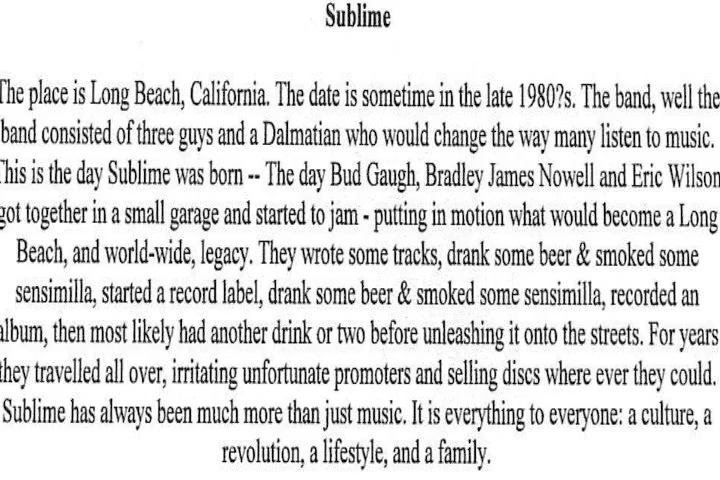 Sublime
The place is Long Beach, California. The date is sometime in the late 1980?s. The band, well the
band consisted of three guys and a Dalmatian who would change the way many listen to music.
This is the day Sublime was born -- The day Bud Gaugh, Bradley James Nowell and Eric Wilson
got together in a small garage and started to jam - putting in motion what would become a Long
Beach, and world-wide, legacy. They wrote some tracks, drank some beer & smoked some
sensimilla, started a record label, drank some beer & smoked some sensimilla, recorded an
album, then most likely had another drink or two before unleashing it onto the streets. For years
they travelled all over, irritating unfortunate promoters and selling discs where ever they could.
Sublime has always been much more than just music. It is everything to everyone: a culture, a
revolution, a lifestyle, and a family.